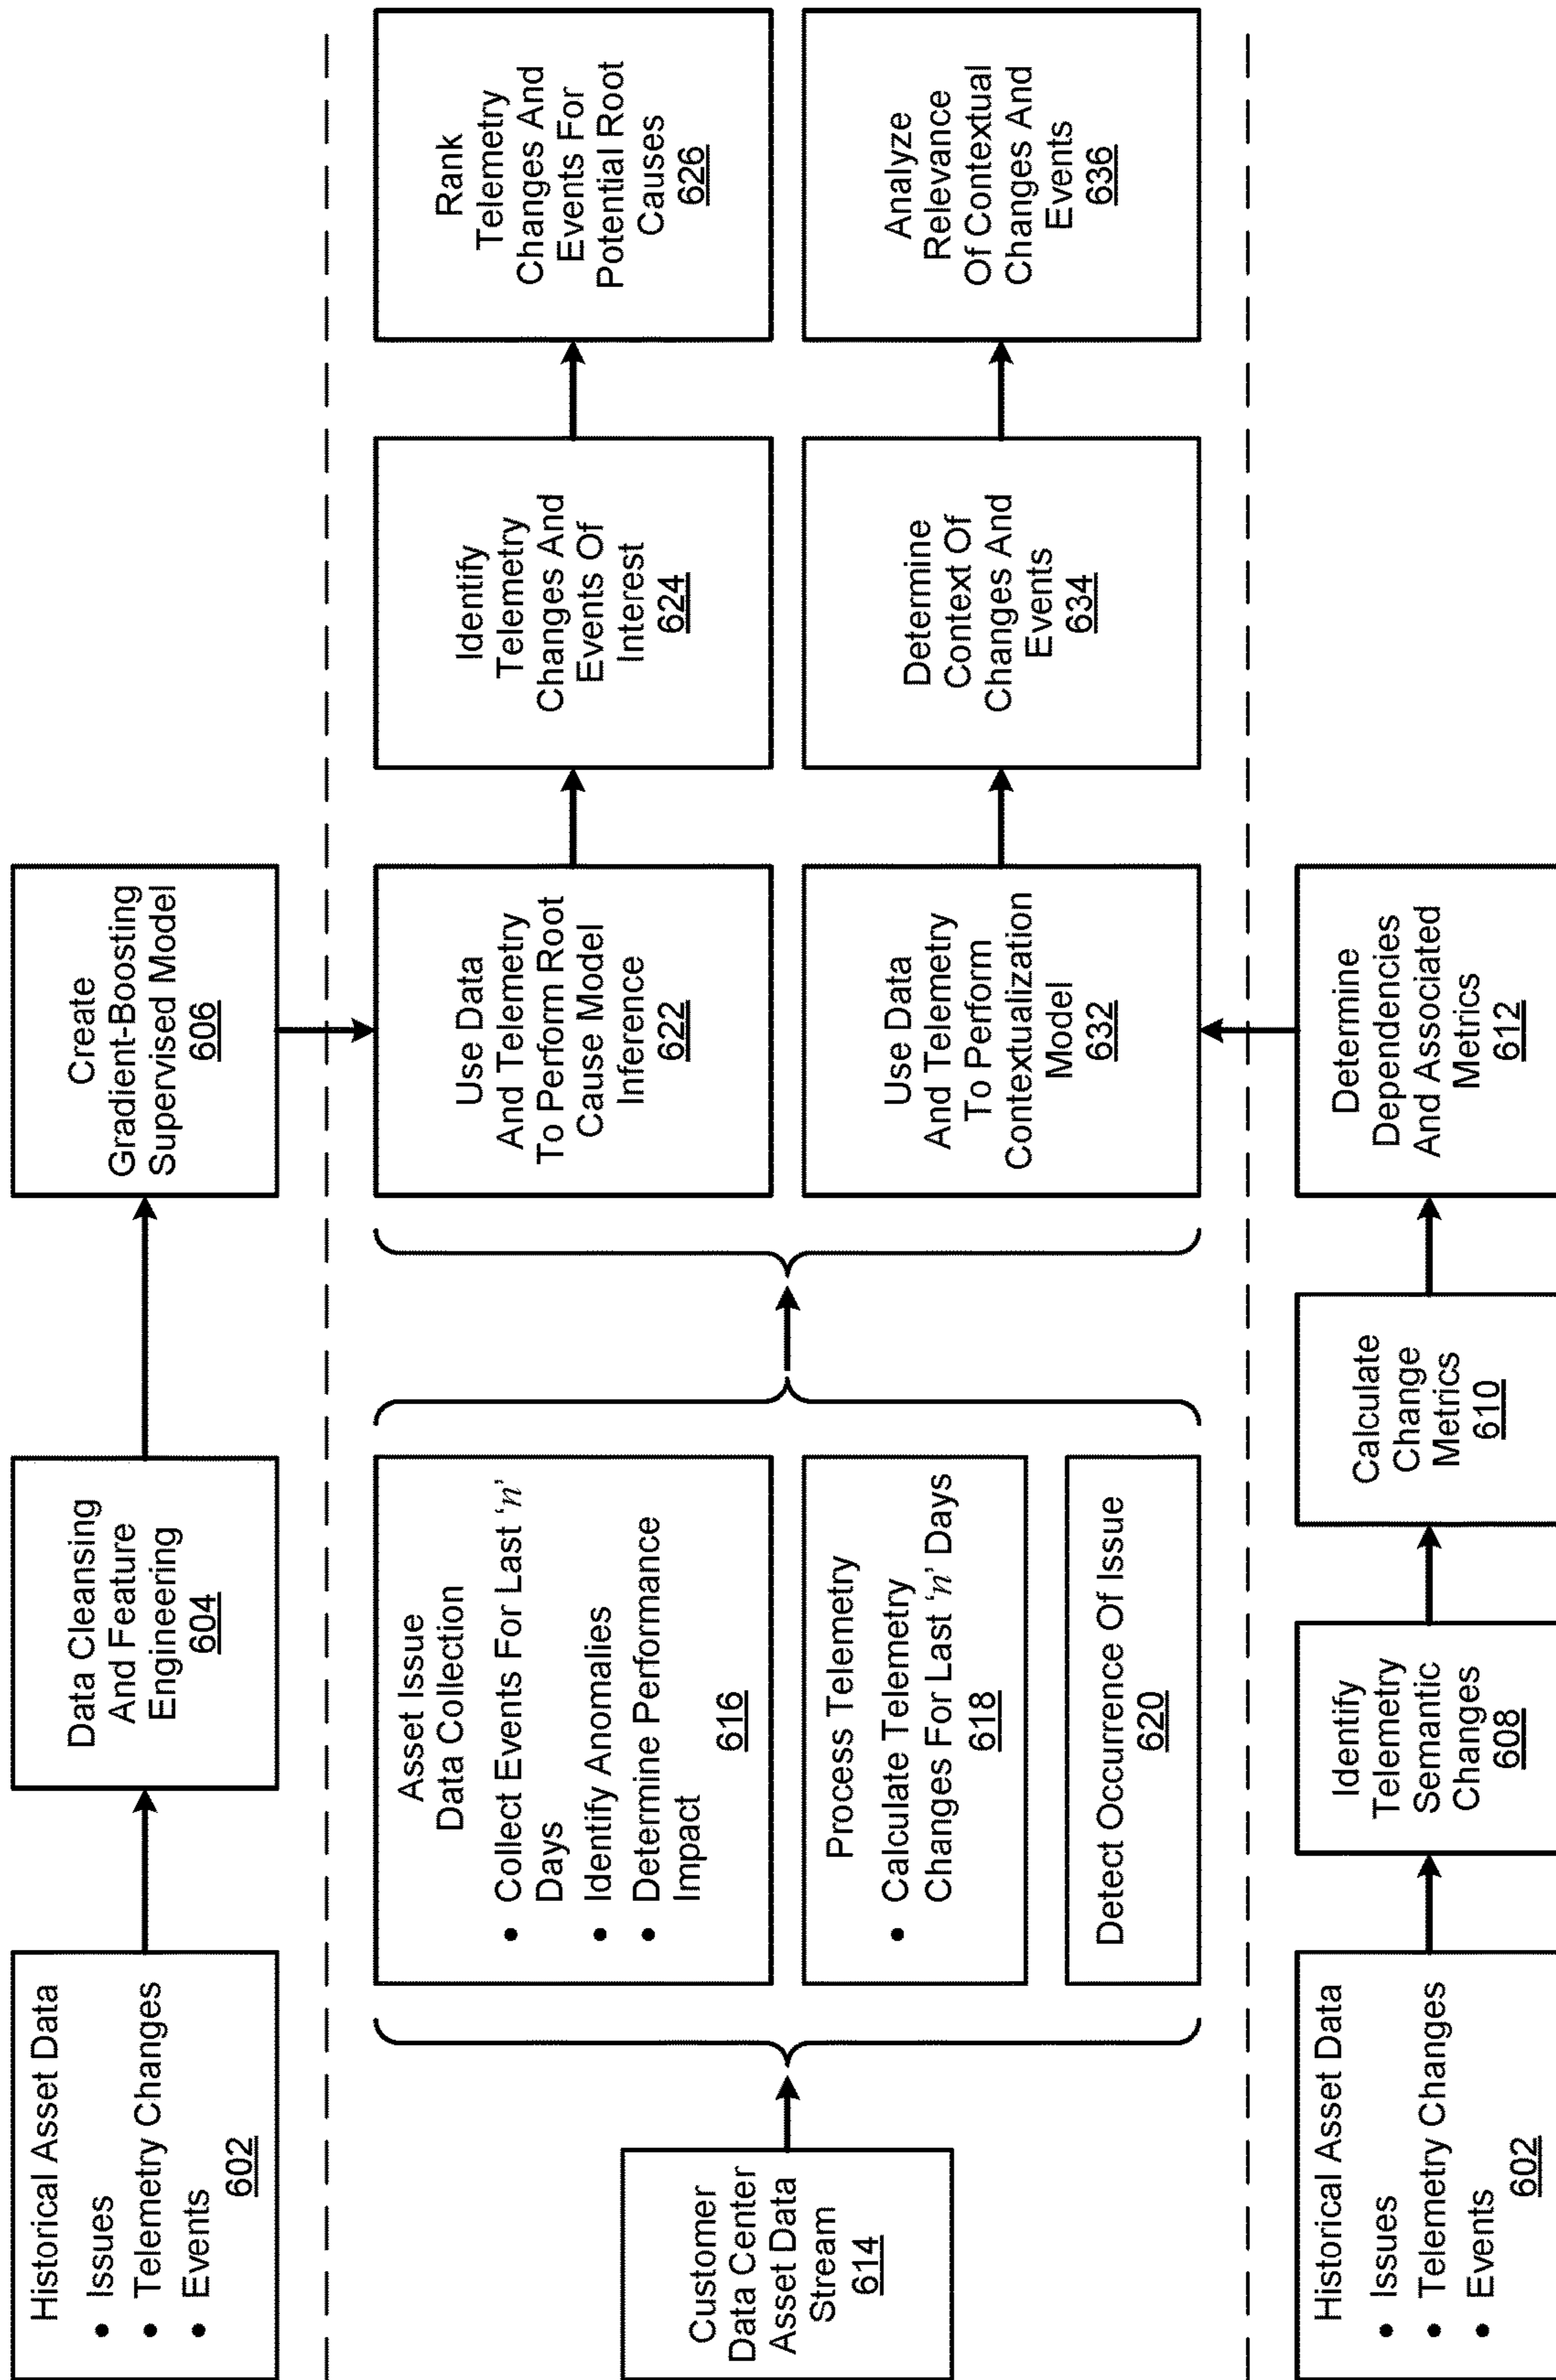 Historical Asset Data
• Issues
• Telemetry Changes
• Events
602
Data Cleansing
And Feature
Engineering
604
Create
Gradient-Boosting
Supervised Model
606
Customer
Data Center
Asset Data
Stream
614
Asset Issue
Data Collection
• Collect Events For Last ‘n’
Days
• Identify Anomalies
• Determine Performance
Impact
616
Process Telemetry
• Calculate Telemetry
Changes For Last ‘n’ Days
618
Detect Occurrence Of Issue
620
Use Data
And Telemetry
To Perform Root
Cause Model
Inference
622
Identify
Telemetry
Changes And
Events Of
Interest
624
Rank
Telemetry
Changes And
Events For
Potential Root
Causes
626
Use Data
And Telemetry
To Perform
Contextualization
Model
632
Determine
Context Of
Changes And
Events
634
Analyze
Relevance
Of Contextual
Changes And
Events
636
Historical Asset Data
• Issues
• Telemetry Changes
• Events
602
Identify
Telemetry
Semantic
Changes
608
Calculate
Change
Metrics
610
Determine
Dependencies
And Associated
Metrics
612